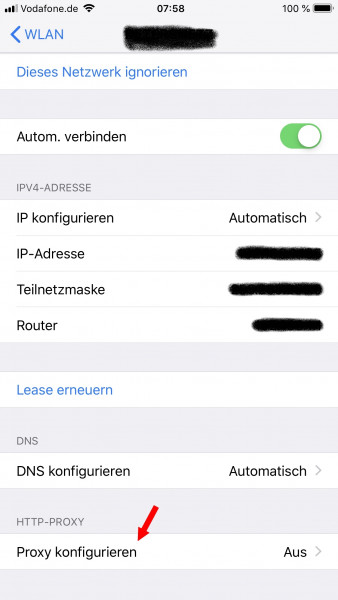 Vodafone.de 07:58 100 %
WLAN
Dieses Netzwerk ignorieren
Autom. verbinden
IPV4-ADRESSE
IP konfigurieren Automatisch
IP-Adresse
Teilnetzmaske
Router
Lease erneuern
DNS
DNS konfigurieren Automatisch
HTTP-PROXY
Proxy konfigurieren Aus